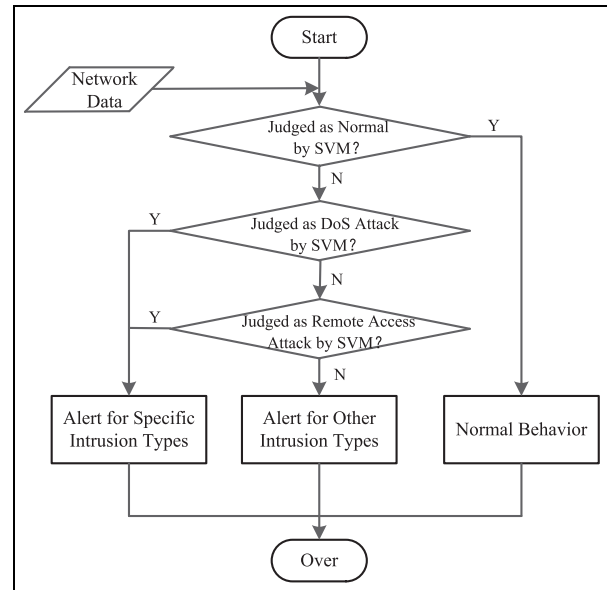 Start
Network
Data
Judged as Normal
by SVM?
Y
N
Judged as DoS Attack
by SVM?
Y
N
Judged as Remote Access
Attack by SVM?
Y
N
Alert for Specific
Intrusion Types
Alert for Other
Intrusion Types
Normal Behavior
Over